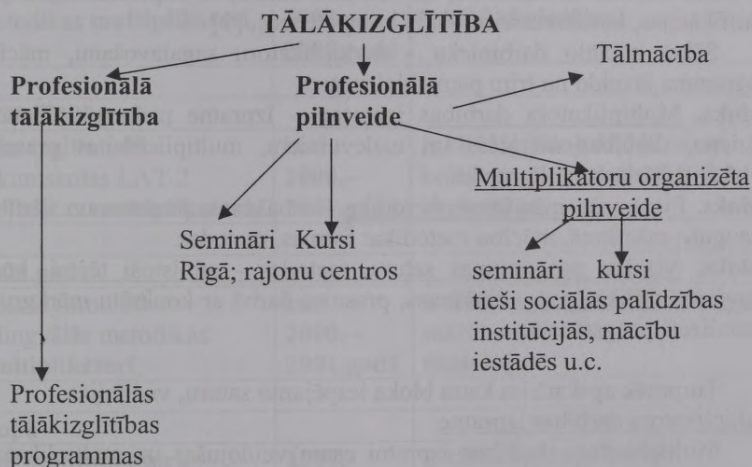 TĀLĀKIZGLĪTĪBA
Tālmācība
Profesionālā
tālākizglītība
Profesionālā
pilnveide
Multiplikatoru organizēta
pilnveide
Semināri Kursi
Rīgā; rajonu centros
semināri kursi
tieši sociālās palīdzības
institūcijās, mācību
iestādēs u.c.
Profesionālās
tālākizglītības
programmas